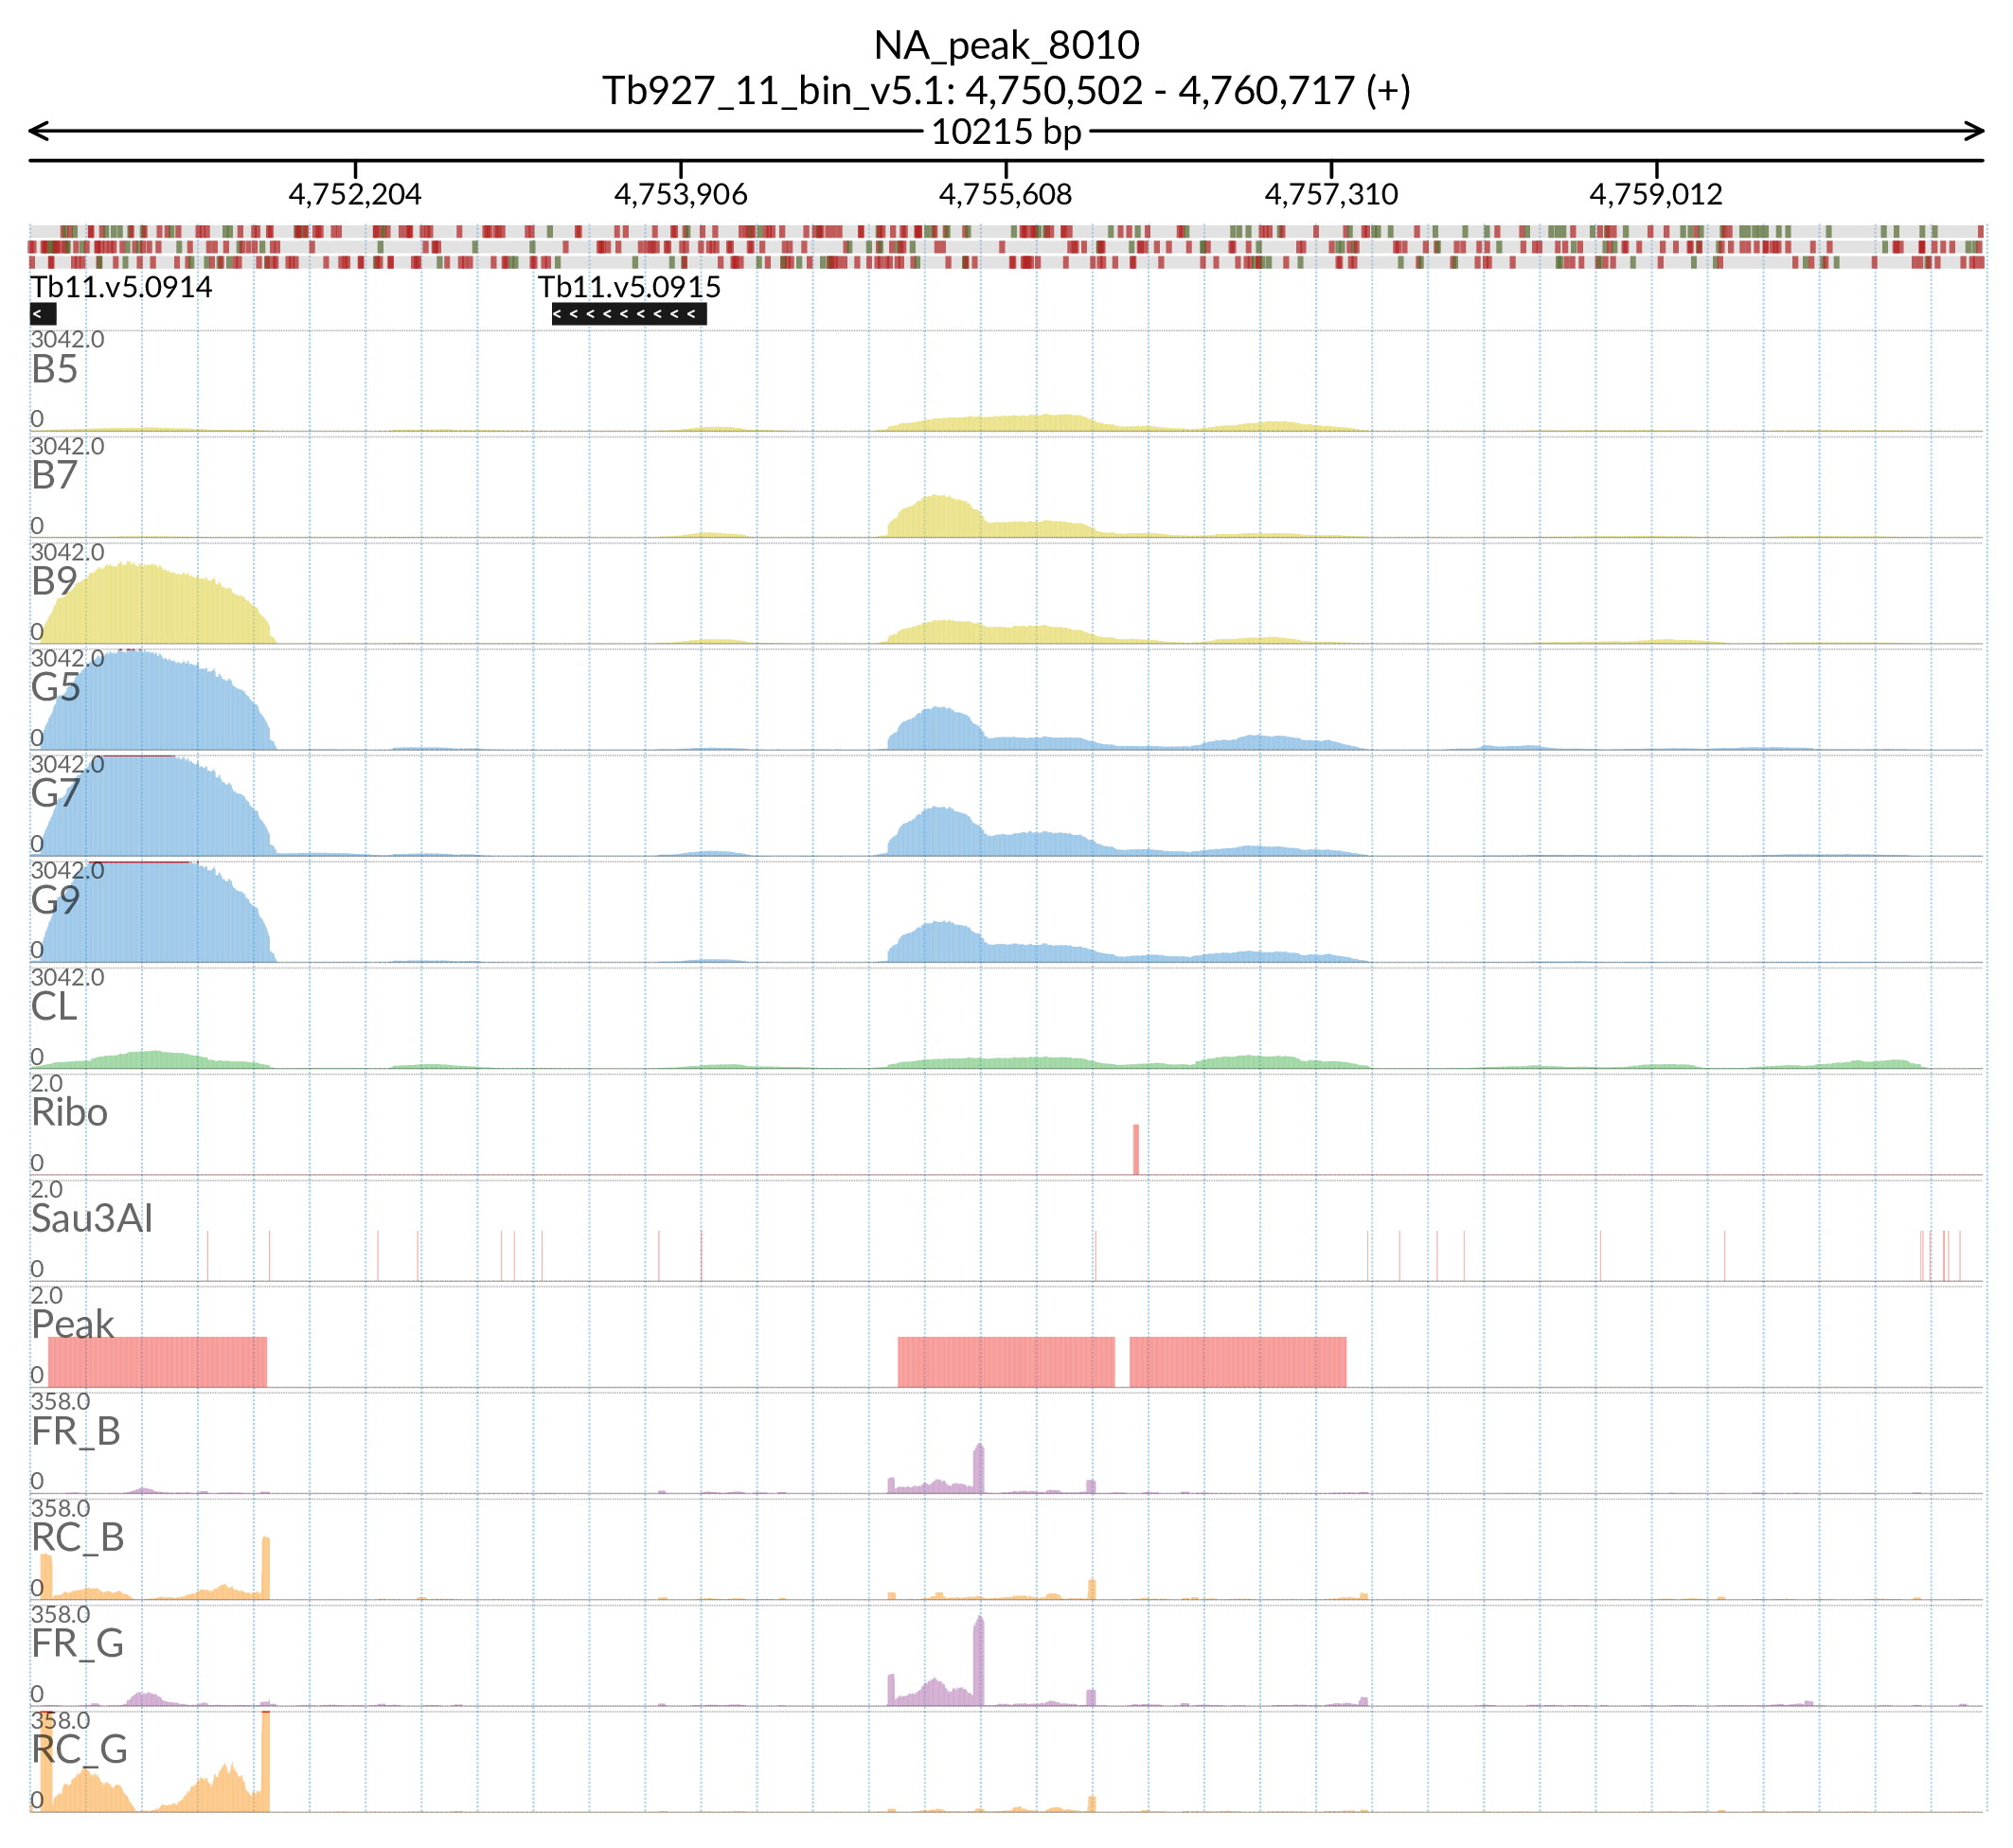 NA_peak_8010
Tb927_11_bin_v5.1: 4,750,502 - 4,760,717 (+)
10215 bp
4,752,204 4,753,906 4,755,608 4,757,310 4,759,012
Tb11.v5.0914 Tb11.v5.0915
< < < < < < < < < <
3042.0
B5
0
3042.0
B7
0
3042.0
B9
0
3042.0
G5
0
3042.0
G7
0
3042.0
G9
0
3042.0
CL
0
2.0
Ribo
0
2.0
Sau3AI
0
2.0
Peak
0
358.0
FR_B
0
358.0
RC_B
0
358.0
FR_G
0
358.0
RC_G
0